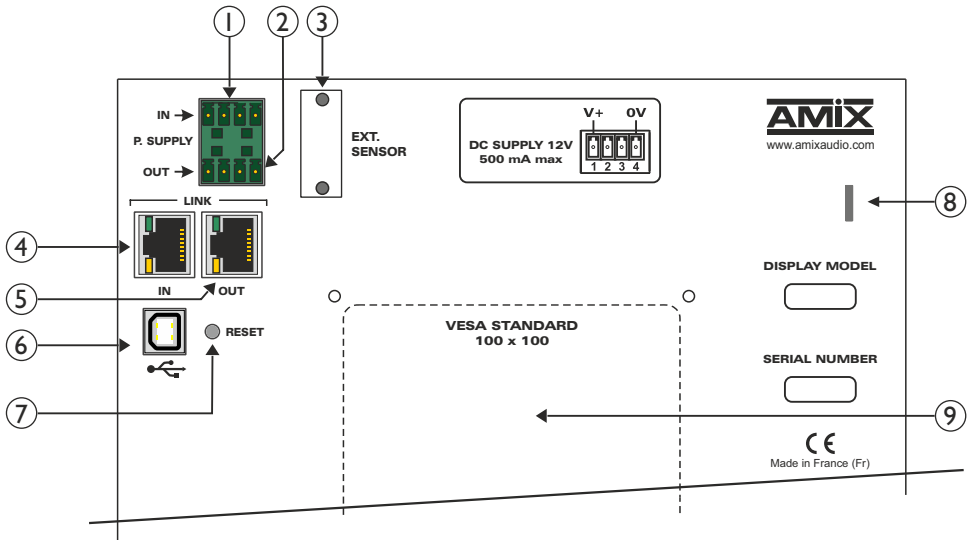 1
2
3
IN
P. SUPPLY
OUT
EXT.
SENSOR
V+ 0V
DC SUPPLY 12V
500 mA max
1 2 3 4
AMIX
www.amixaudio.com
LINK
4
8
IN OUT
5
DISPLAY MODEL
6
RESET
VESA STANDARD
100 x 100
SERIAL NUMBER
7
9
CE
Made in France (Fr)